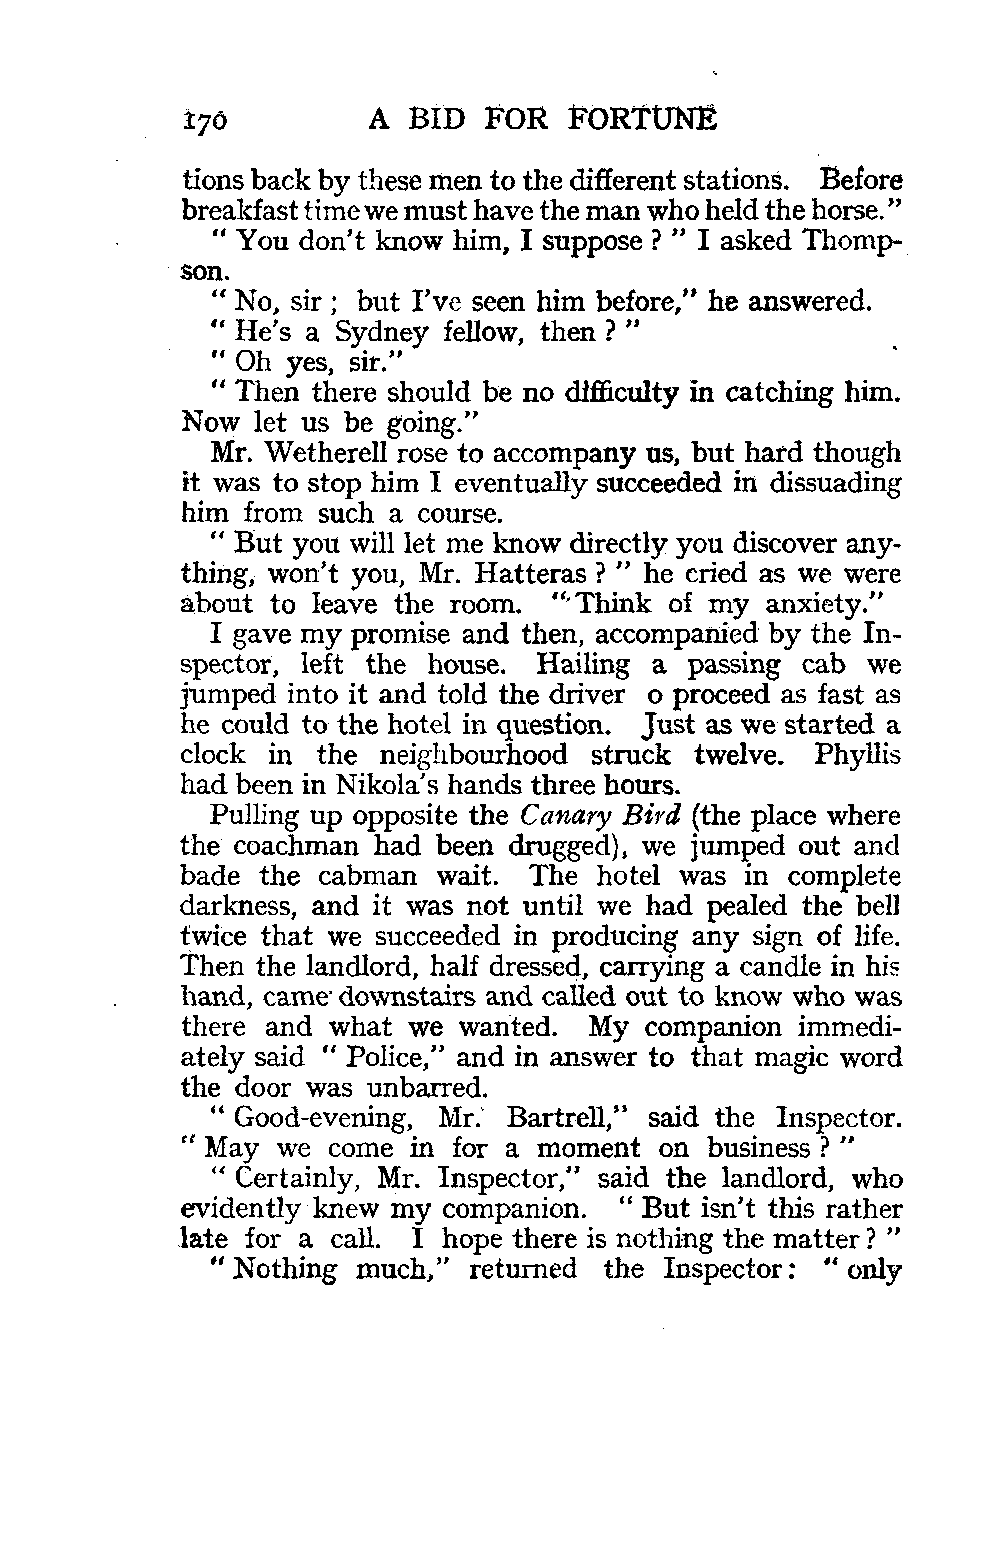 170 A BID FOR FORTUNE
tions back by these men to the different stations. Before
breakfast time we must have the man who held the horse."
" You don't know him, I suppose ? " I asked Thomp-
son.
" No, sir ; but I've seen him before," he answered.
" He's a Sydney fellow, then ? "
" Oh yes, sir."
" Then there should be no difficulty in catching him.
Now let us be going."
Mr. Wetherell rose to accompany us, but hard though
it was to stop him I eventually succeeded in dissuading
him from such a course.
" But you will let me know directly you discover any-
thing, won't you, Mr. Hatteras ? " he cried as we were
about to leave the room. " Think of my anxiety."
I gave my promise and then, accompanied by the In-
spector, left the house. Hailing a passing cab we
jumped into it and told the driver o proceed as fast as
he could to the hotel in question. Just as we started a
clock in the neighbourhood struck twelve. Phyllis
had been in Nikola's hands three hours.
Pulling up opposite the Canary Bird (the place where
the coachman had been drugged), we jumped out and
bade the cabman wait. The hotel was in complete
darkness, and it was not until we had pealed the bell
twice that we succeeded in producing any sign of life.
Then the landlord, half dressed, carrying a candle in his
hand, came downstairs and called out to know who was
there and what we wanted. My companion immedi-
ately said " Police," and in answer to that magic word
the door was unbarred.
" Good-evening, Mr. Bartrell," said the Inspector.
" May we come in for a moment on business ? "
" Certainly, Mr. Inspector," said the landlord, who
evidently knew my companion. " But isn't this rather
late for a call. I hope there is nothing the matter ? "
" Nothing much," returned the Inspector : " only